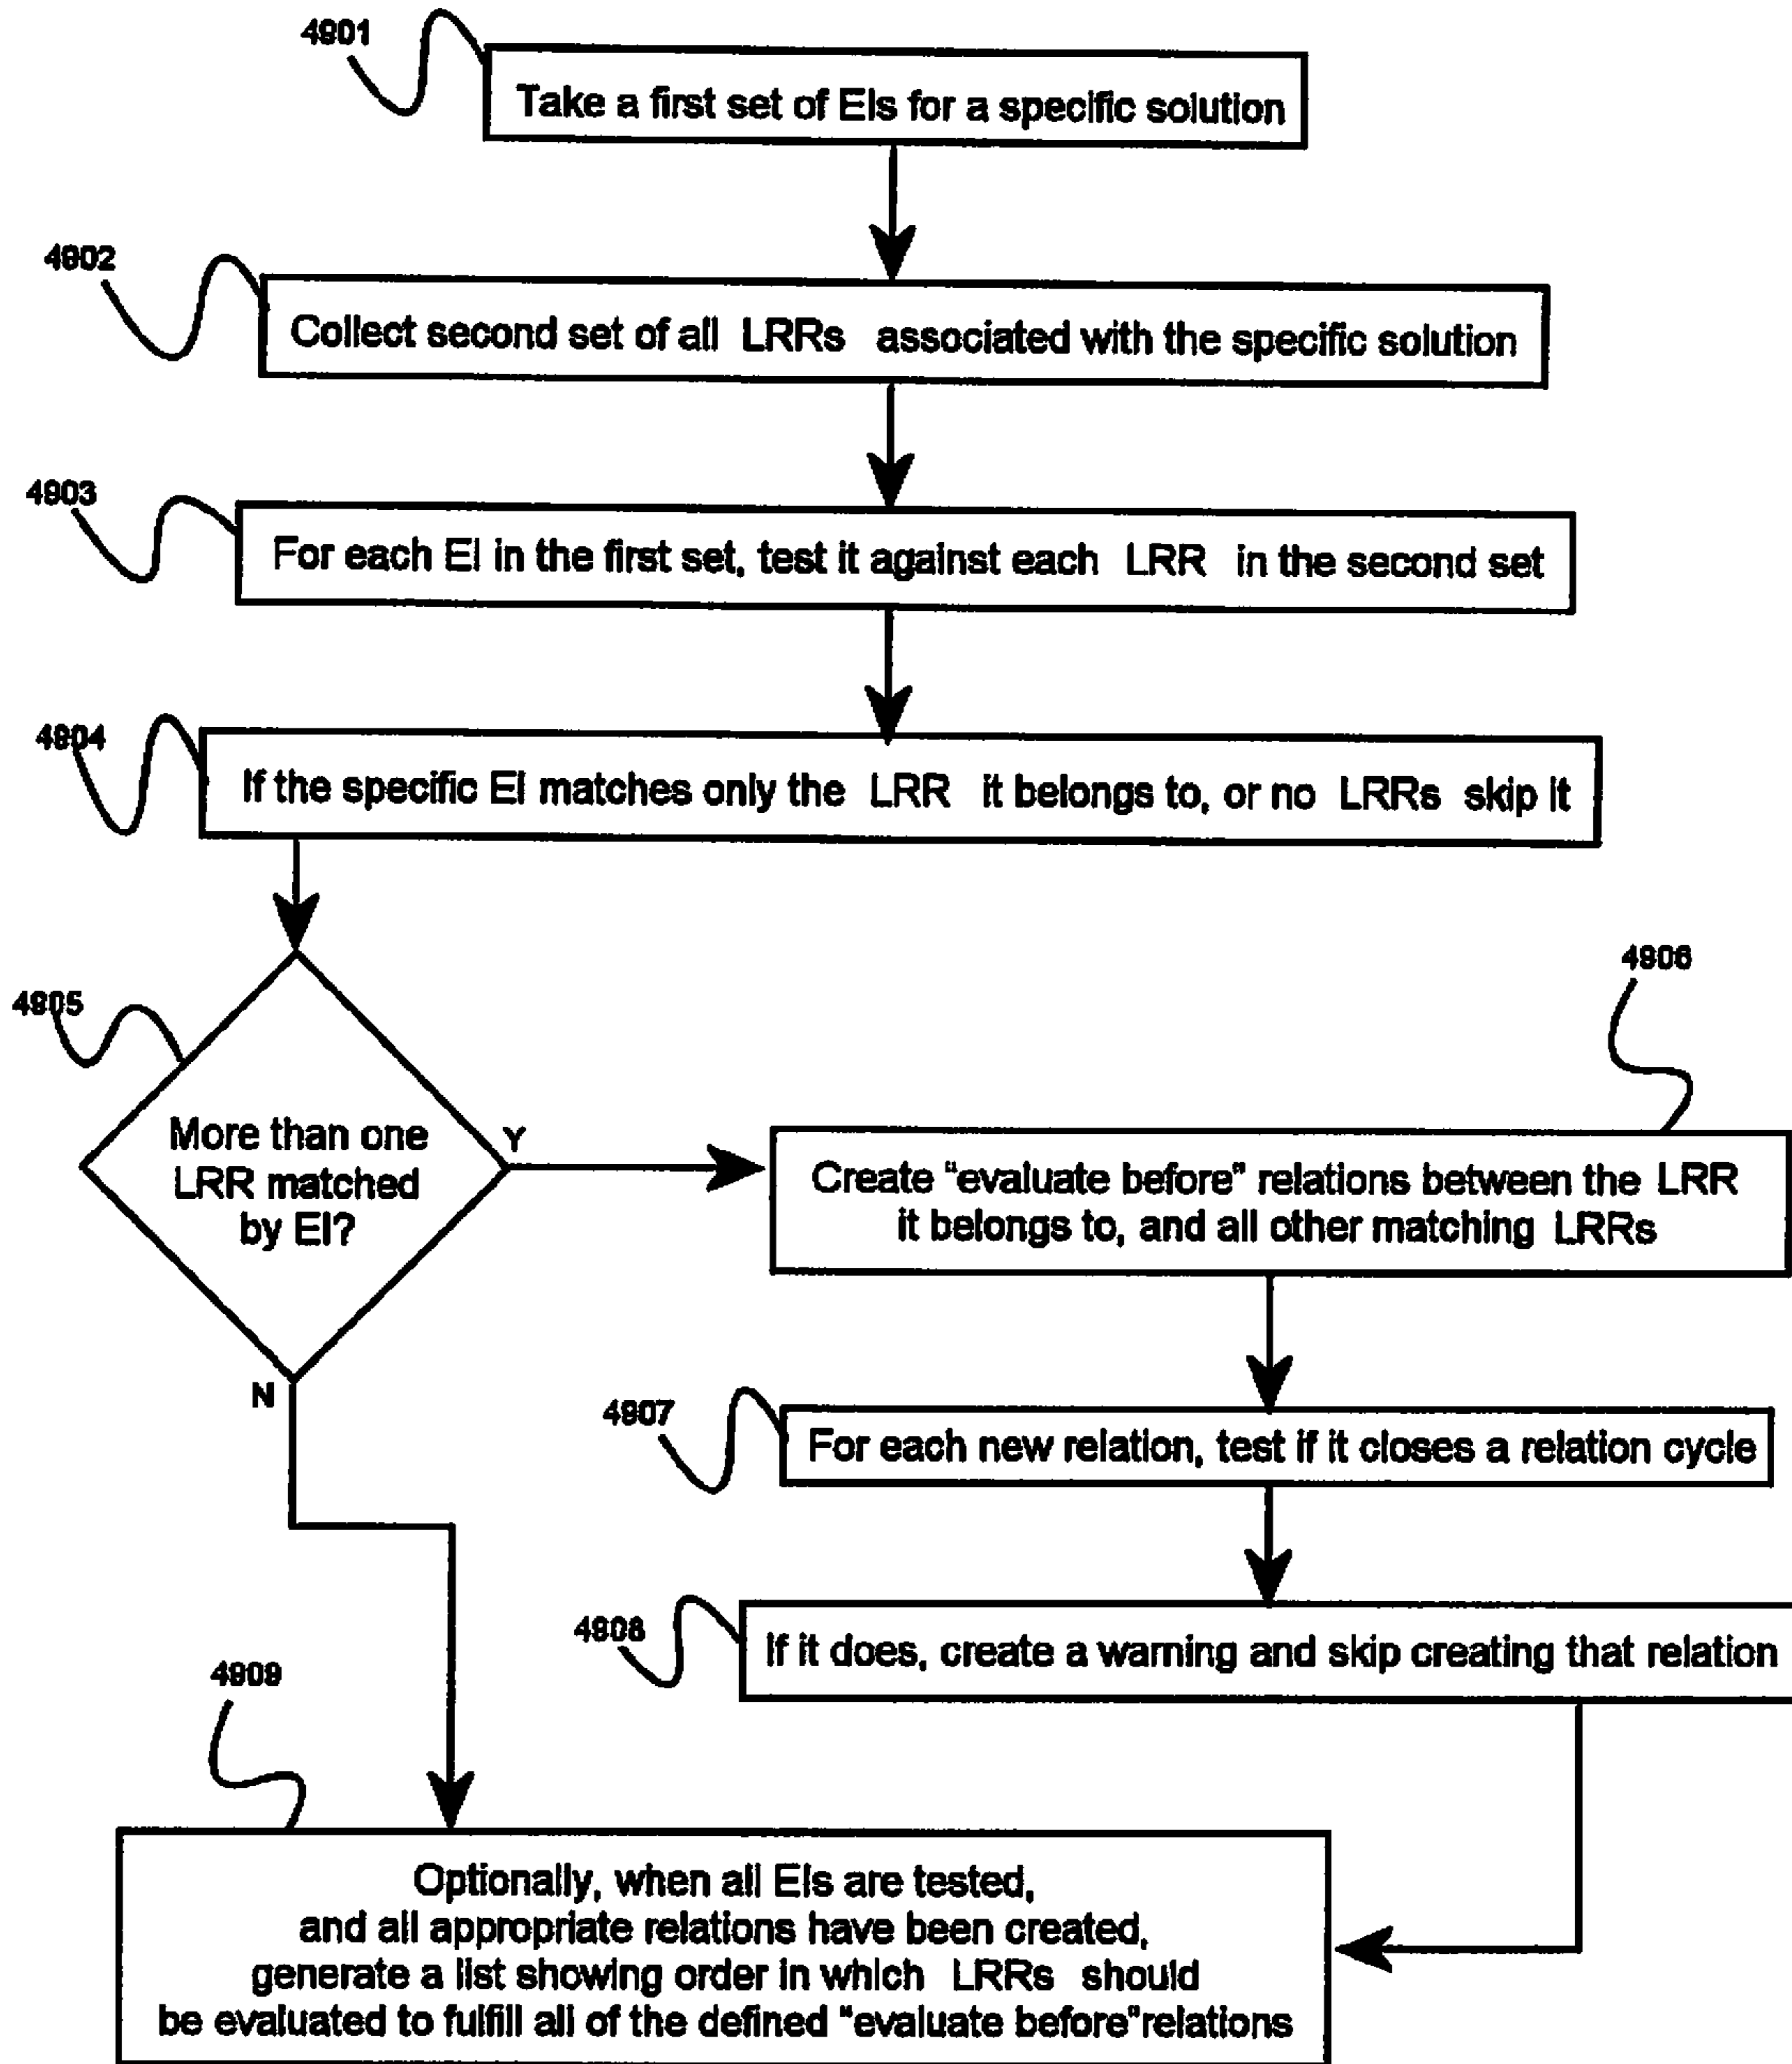 4901
Take a first set of EIs for a specific solution
4902
Collect second set of all LRRs associated with the specific solution
4903
For each EI in the first set, test it against each LRR in the second set
4904
If the specific EI matches only the LRR it belongs to, or no LRRs skip it
4905
More than one
LRR matched
by EI?
Y
N
4906
Create "evaluate before" relations between the LRR
it belongs to, and all other matching LRRs
4907
For each new relation, test if it closes a relation cycle
4908
If it does, create a warning and skip creating that relation
4909
Optionally, when all EIs are tested,
and all appropriate relations have been created,
generate a list showing order in which LRRs should
be evaluated to fulfill all of the defined "evaluate before"relations